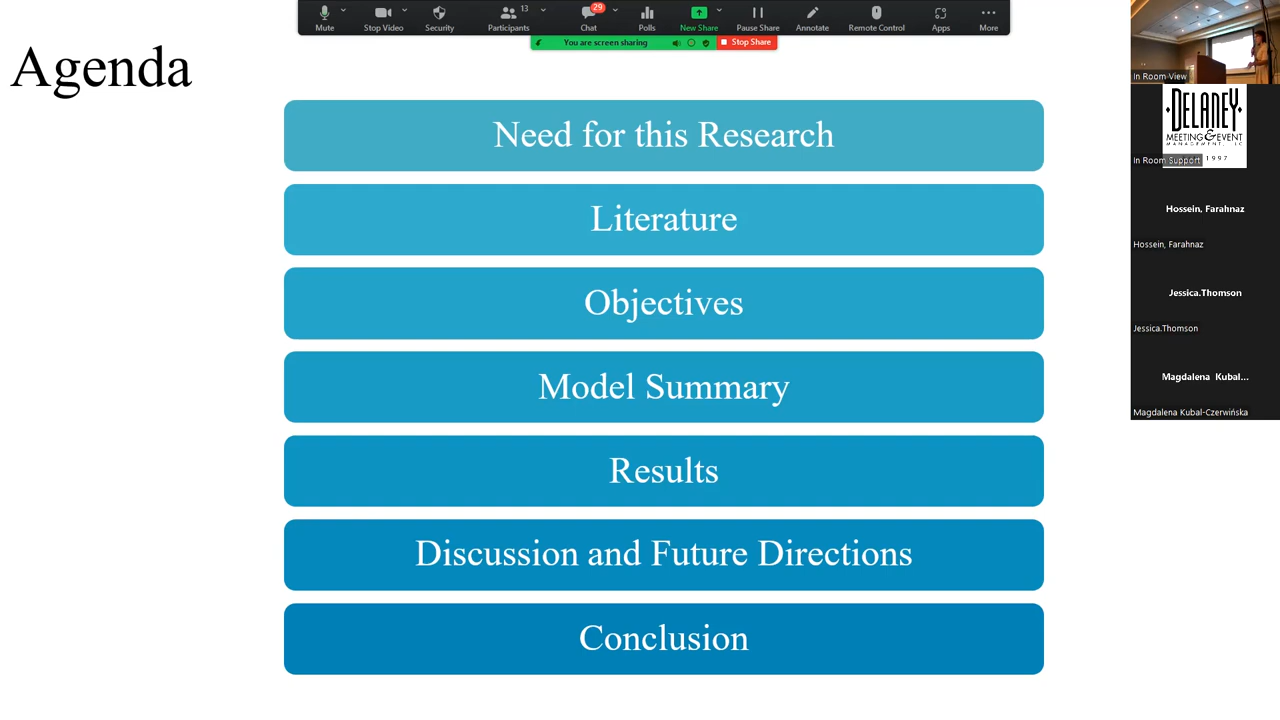 Mute
Stop Video
Security
Participants
13
Chat
29
Polls
New Share
Pause Share
Annotate
Remote Control
Apps
More
You are screen sharing
Stop Share
Agenda
Need for this Research
Literature
Objectives
Model Summary
Results
Discussion and Future Directions
Conclusion
In Room View
DELANEY
MEETING & EVENT
MANAGEMENT, LLC
In Room Support
1997
Hossein, Farahnaz
Hossein, Farahnaz
Jessica.Thomson
Jessica.Thomson
Magdalena Kubal...
Magdalena Kubal-Czerwińska